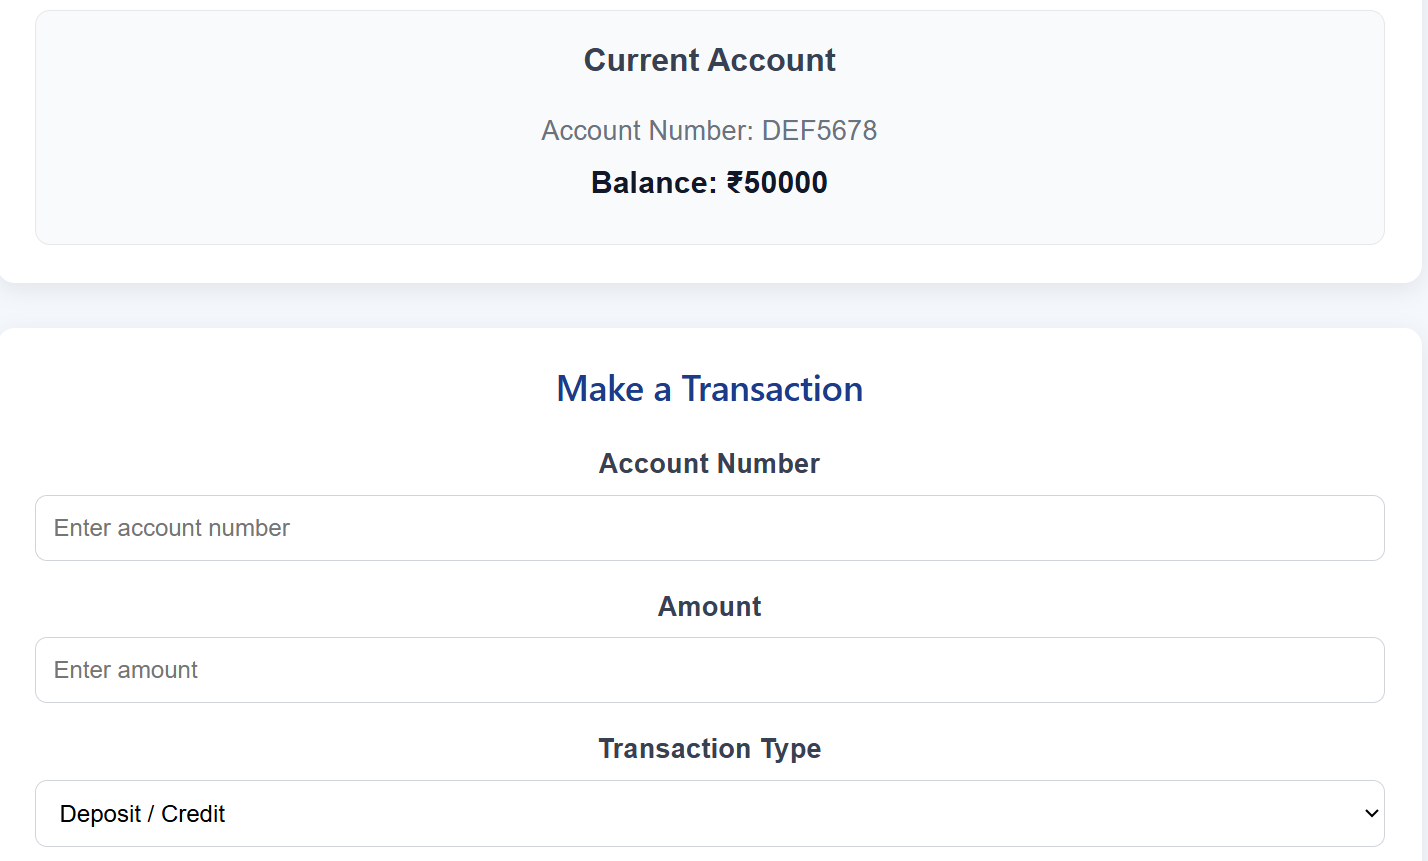 Current Account
Account Number: DEF5678
Balance: ₹50000
Make a Transaction
Account Number
Enter account number
Amount
Enter amount
Transaction Type
Deposit / Credit